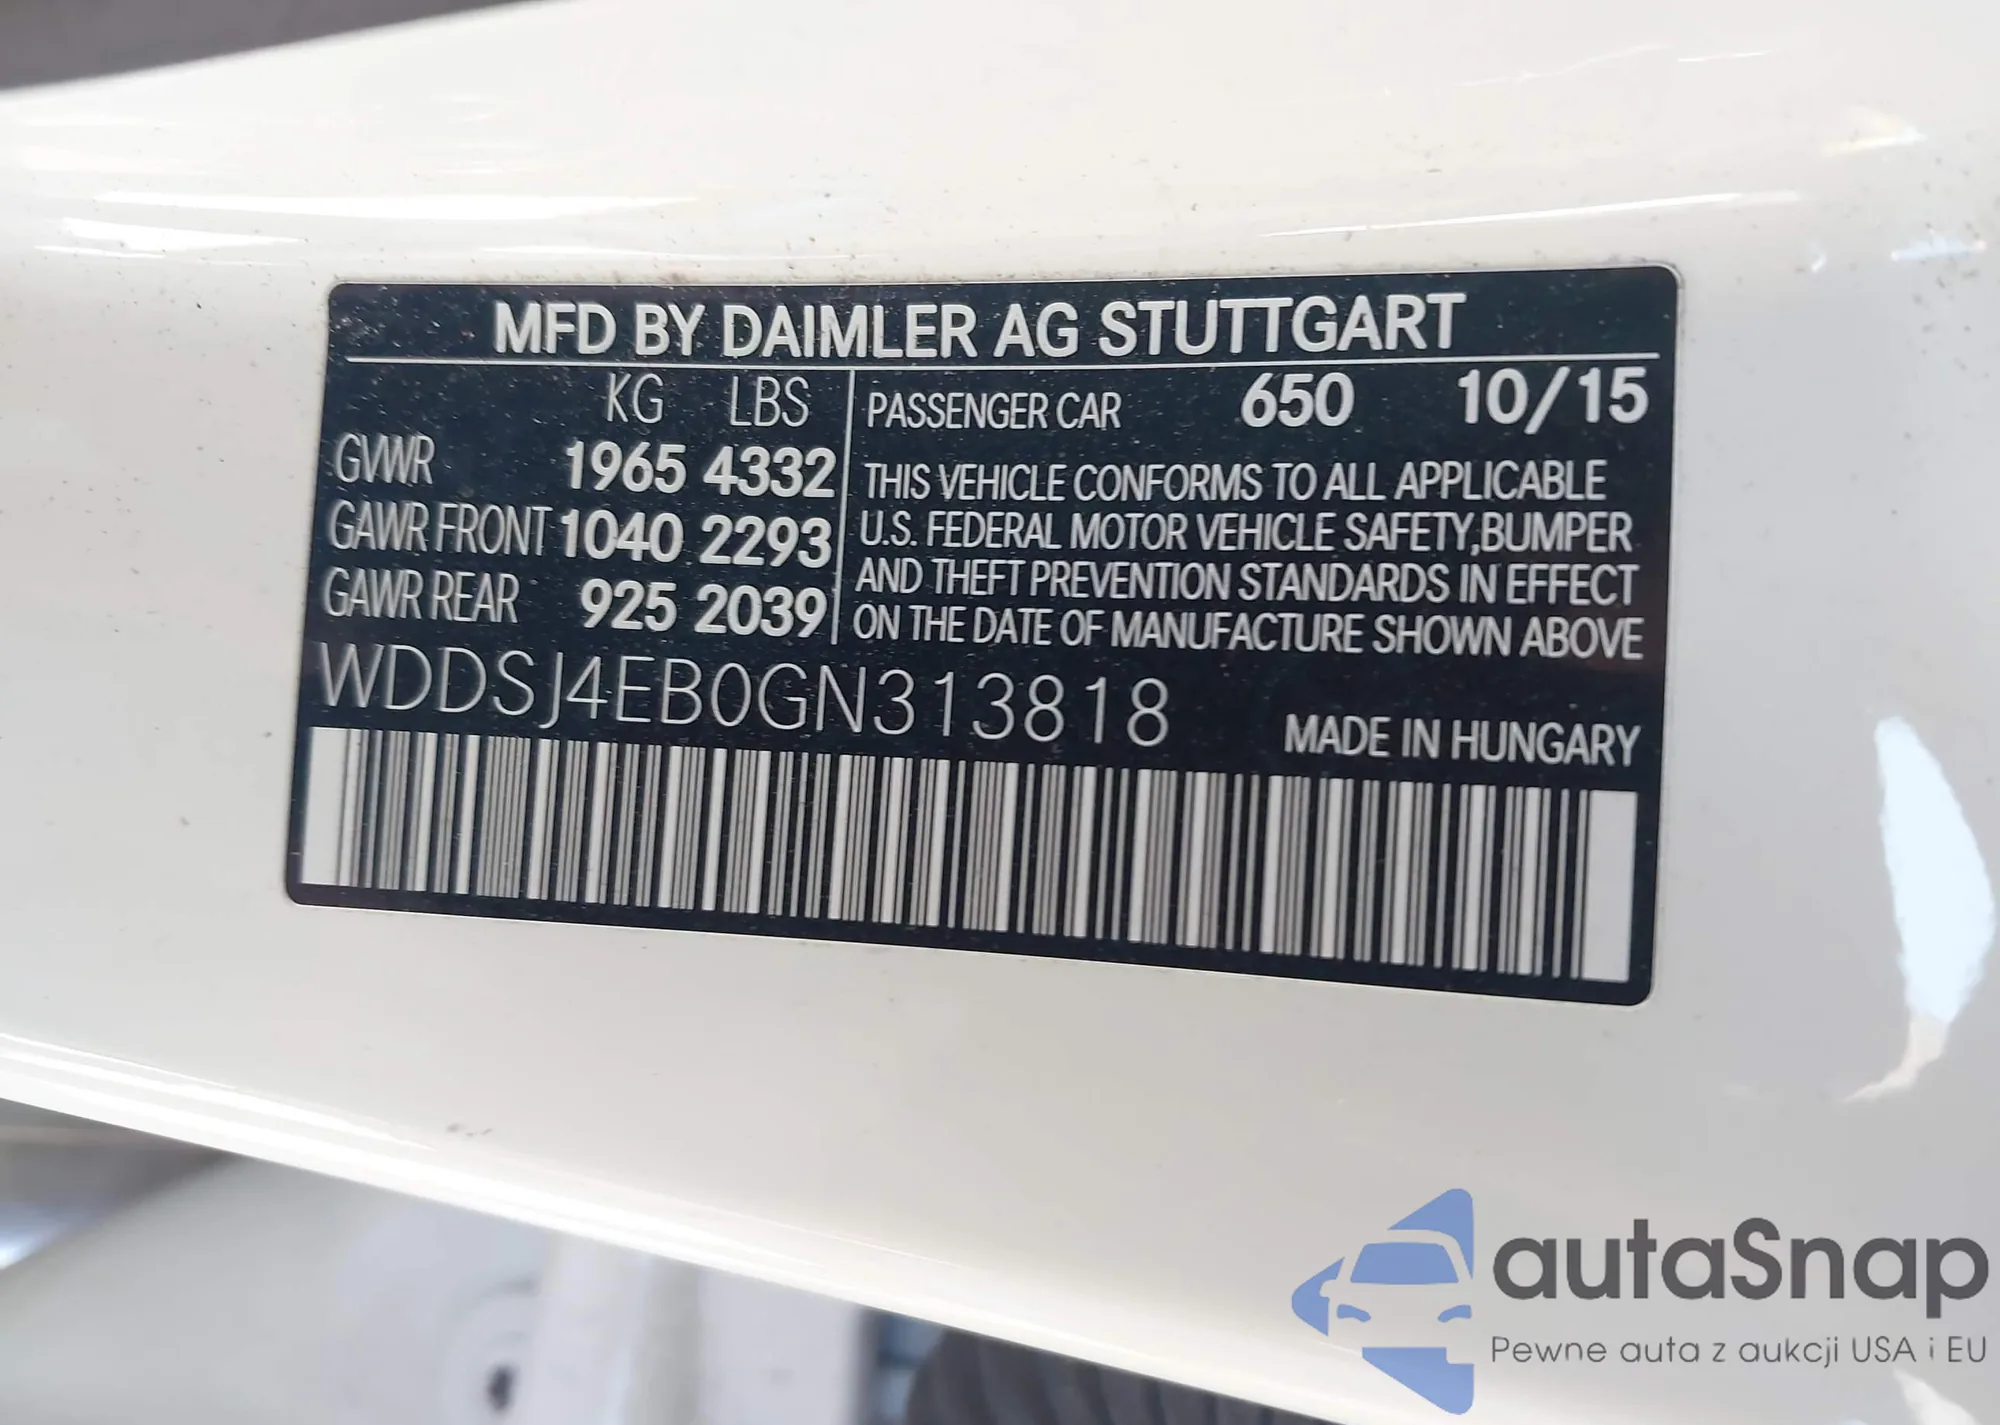 MFD BY DAIMLER AG STUTTGART
KG LBS
GVWR 1965 4332
GAWR FRONT 1040 2293
GAWR REAR 925 2039
PASSENGER CAR 650 10/15
THIS VEHICLE CONFORMS TO ALL APPLICABLE
U.S. FEDERAL MOTOR VEHICLE SAFETY,BUMPER
AND THEFT PREVENTION STANDARDS IN EFFECT
ON THE DATE OF MANUFACTURE SHOWN ABOVE
WDDSJ4EB0GN313818
MADE IN HUNGARY
autaSnap
Pewne auta z aukcji USA i EU